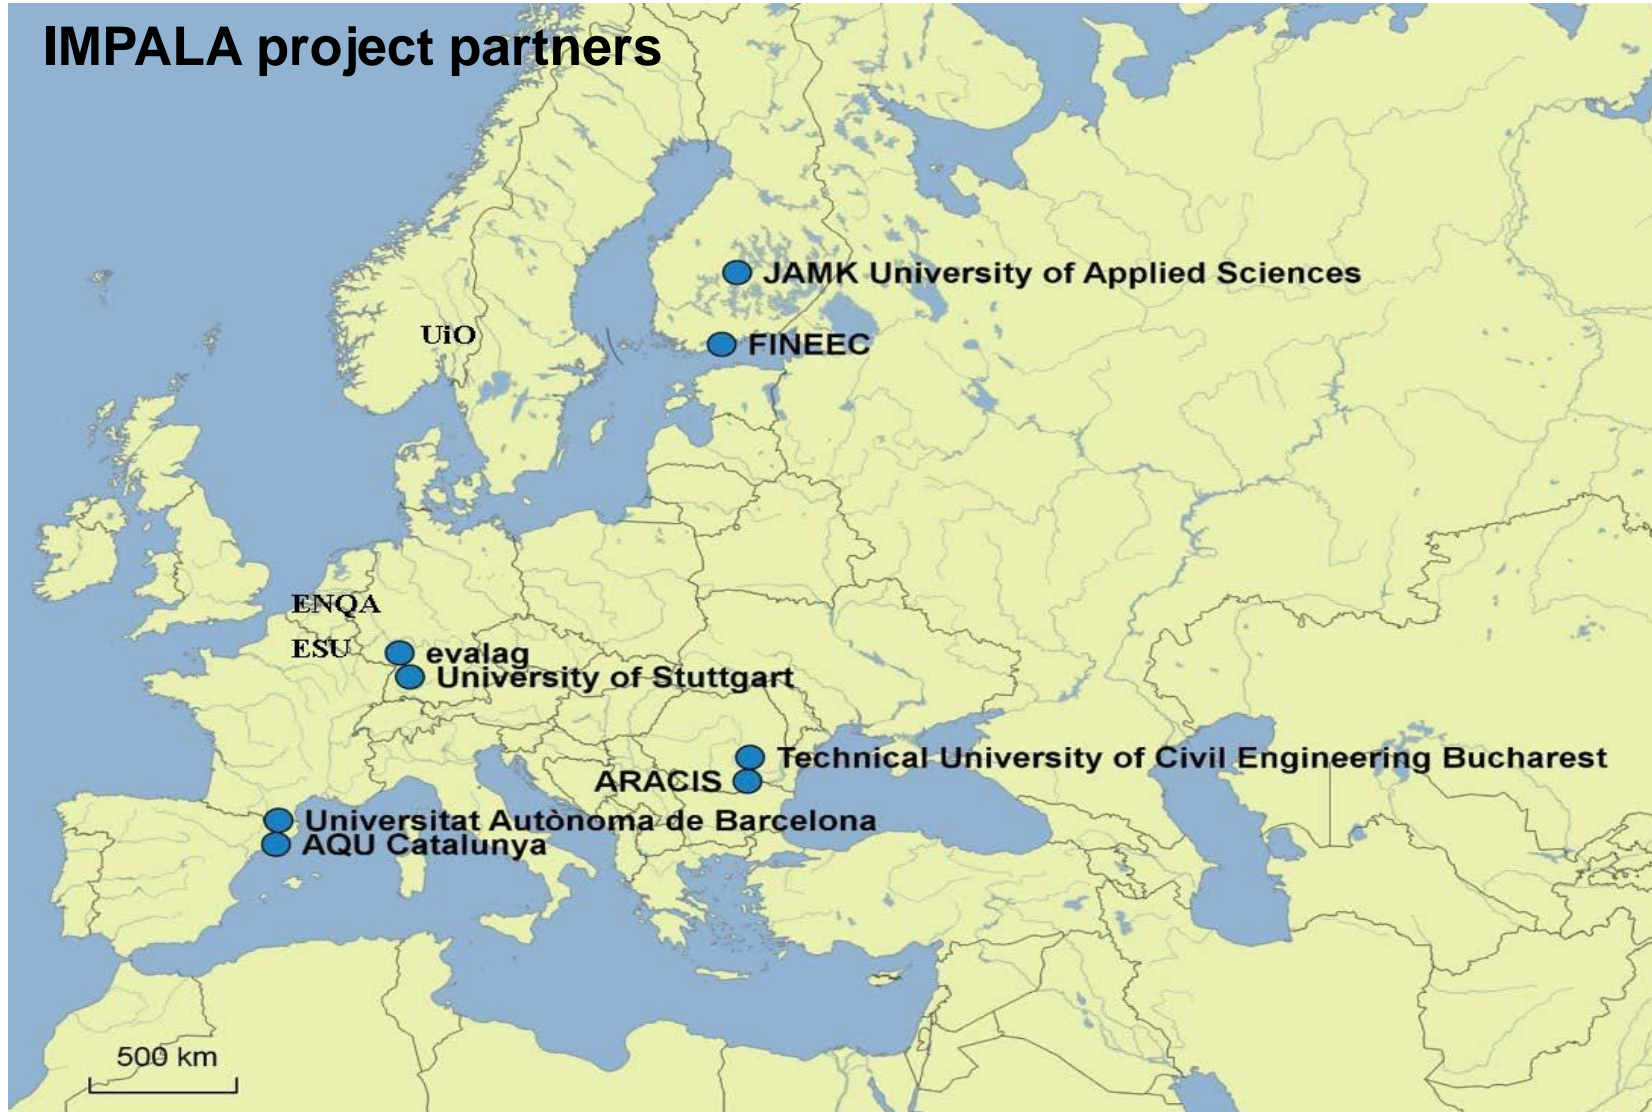 IMPALA project partners
JAMK University of Applied Sciences
UiO
FINEEC
ENQA
ESU
evalag
University of Stuttgart
Technical University of Civil Engineering Bucharest
ARACIS
Universitat Autònoma de Barcelona
AQU Catalunya
500 km